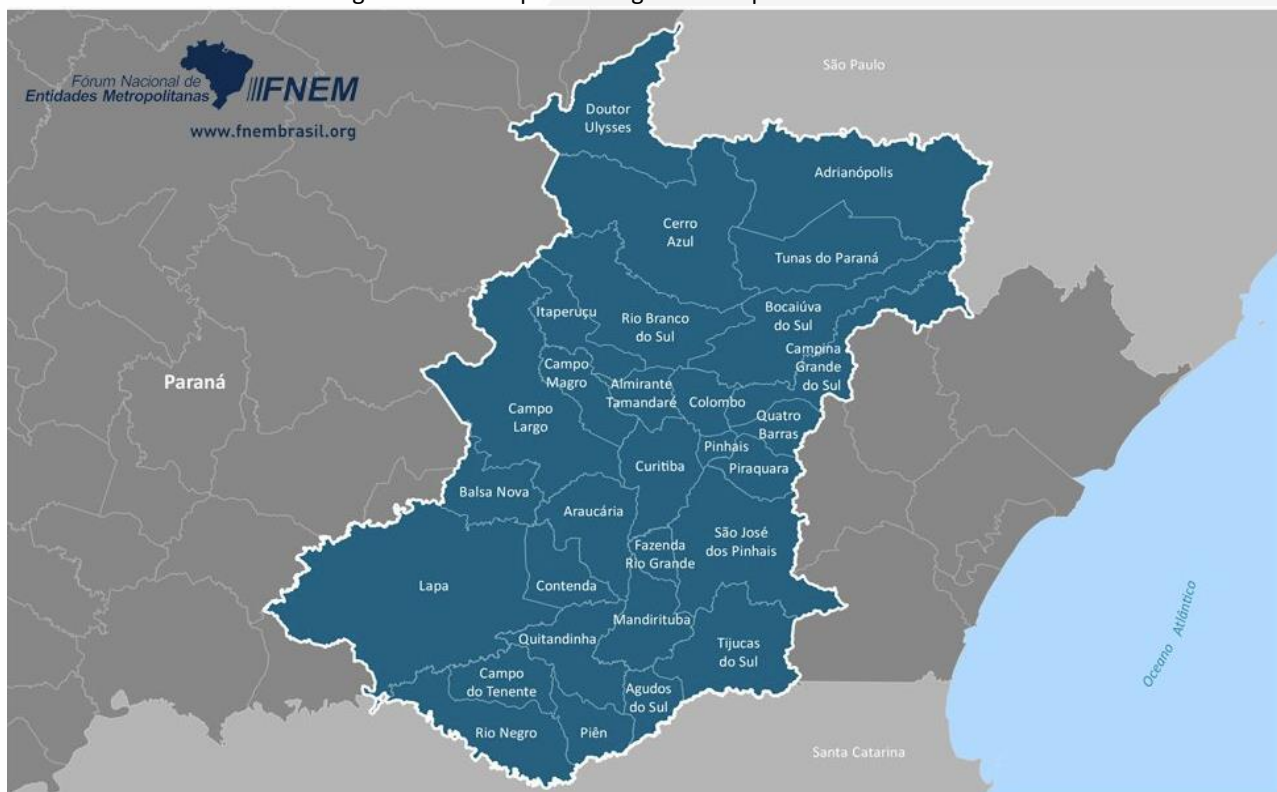 Fórum Nacional de
Entidades Metropolitanas
FNEM
www.fnembrasil.org
São Paulo
Doutor
Ulysses
Adrianópolis
Cerro
Azul
Tunas do Paraná
Itaperuçu
Rio Branco
do Sul
Bocaiúva
do Sul
Campina
Grande
do Sul
Paraná
Campo
Magro
Almirante
Tamandaré
Colombo
Campo
Largo
Quatro
Barras
Pinhais
Curitiba
Piraquara
Balsa Nova
Araucária
São José
dos Pinhais
Fazenda
Rio Grande
Lapa
Contenda
Mandirituba
Quitandinha
Tijucas
do Sul
Campo
do Tenente
Agudos
do Sul
Rio Negro
Piên
Santa Catarina
Oceano Atlântico